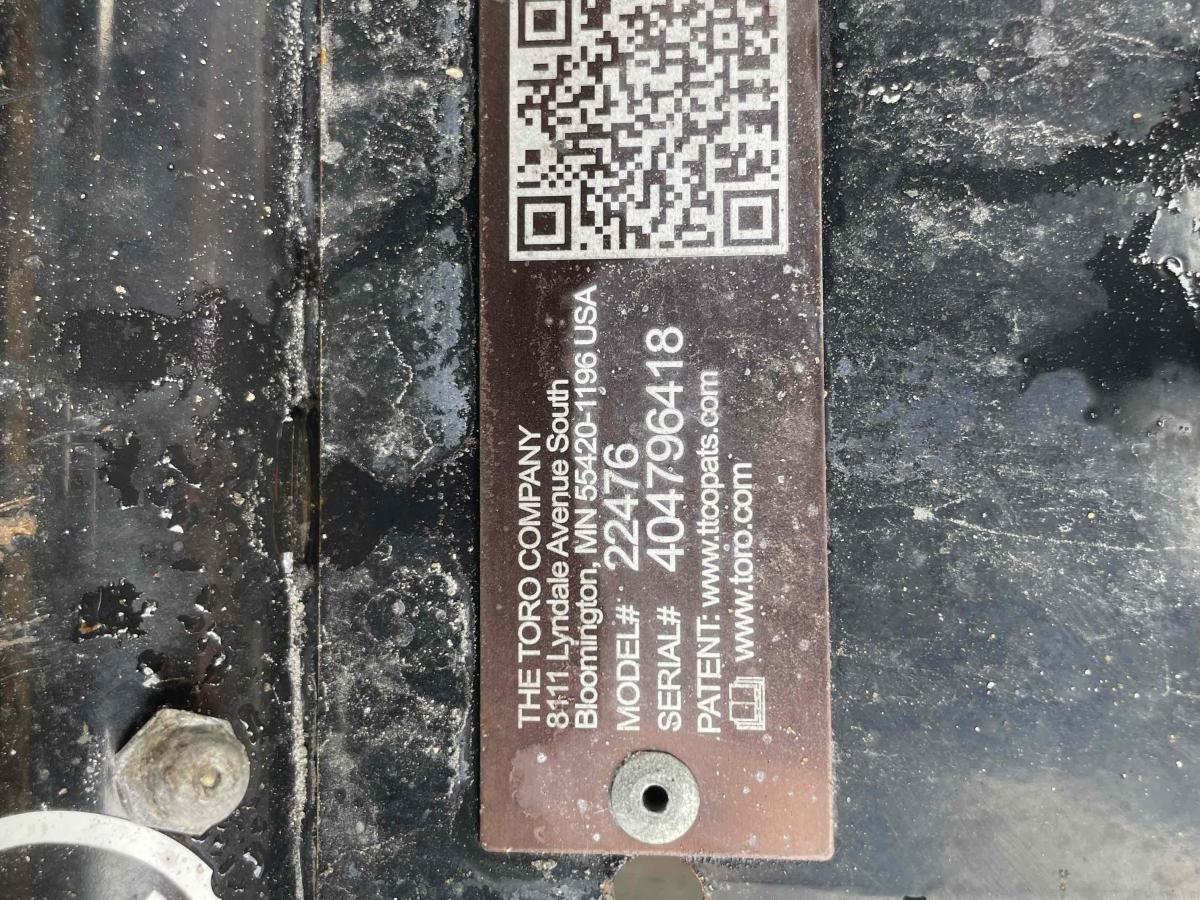 THE TORO COMPANY
8111 Lyndale Avenue South
Bloomington, MN 55420-1196 USA
MODEL#: 22476
SERIAL# 404796418
PATENT: www.ttcopats.com
www.toro.com